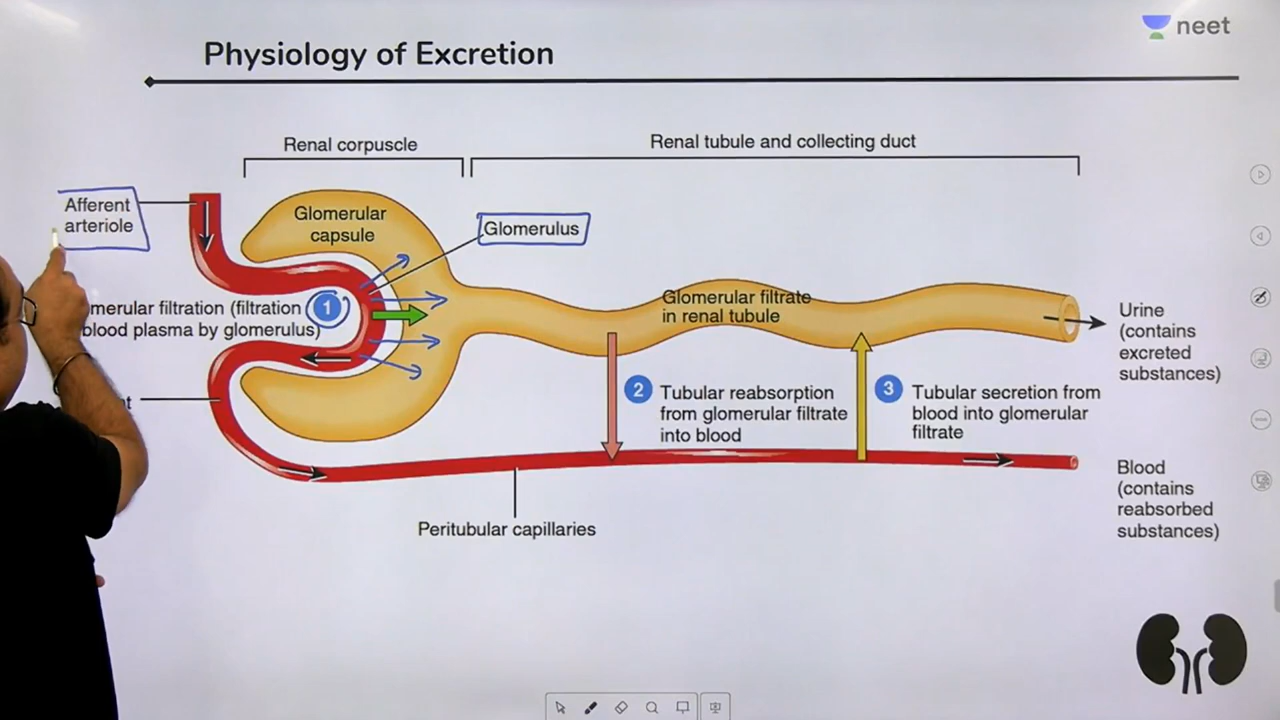 neet
Physiology of Excretion
Renal corpuscle
Renal tubule and collecting duct
Afferent
arteriole
Glomerular
capsule
Glomerulus
filtration (filtration
blood plasma by glomerulus)
1
Glomerular filtrate
in renal tubule
Urine
(contains
excreted
substances)
2
Tubular reabsorption
from glomerular filtrate
into blood
3
Tubular secretion from
blood into glomerular
filtrate
Blood
(contains
reabsorbed
substances)
Peritubular capillaries